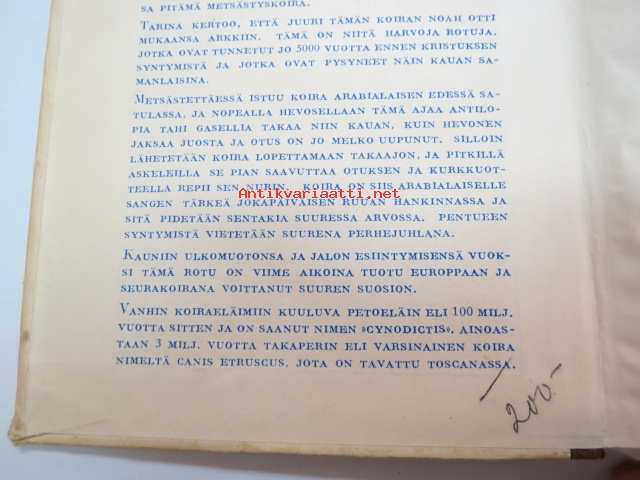 SA PITÄMÄ METSÄSTYSKOIRA.
TARINA KERTOO, ETTÄ JUURI TÄMÄN KOIRAN NOAH OTTI
MUKAANSA ARKKIIN. TÄMÄ ON NIITÄ HARVOJA ROTUJA,
JOTKA OVAT TUNNETUT JO 5000 VUOTTA ENNEN KRISTUKSEN
SYNTYMISTÄ JA JOTKA OVAT PYSYNEET NÄIN KAUAN SA-
MANLAISINA.
METSÄSTETTÄESSÄ ISTUU KOIRA ARABIALAISEN EDESSÄ SA-
TULASSA, JA NOPEALLA HEVOSELLAAN TÄMÄ AJAA ANTILO-
PIA TAHI GASELLIA TAKAA NIIN KAUAN, KUIN HEVONEN
JAKSAA JUOSTA JA OTUS ON JO MELKO UUPUNUT. SILLOIN
LÄHETETÄÄN KOIRA LOPETTAMAAN TAKAAJON, JA PITKILLÄ
ASKELEILLA SE PIAN SAAVUTTAA OTUKSEN JA KURKKUOT-
TEELLA REPII SEN NURIN. KOIRA ON SIIS ARABIALAISELLE
Antikvariaatti.net
SANGEN TÄRKEÄ JOKAPÄIVÄISEN RUUAN HANKINNASSA JA
SITÄ PIDETÄÄN SENTAKIA SUURESSA ARVOSSA. PENTUEEN
SYNTYMISTÄ VIETETÄÄN SUURENA PERHEJUHLANA.
KAUNIIN ULKOMUOTONSA JA JALON ESIINTYMISENSÄ VUOK-
SI TÄMÄ ROTU ON VIIME AIKOINA TUOTU EUROPPAAN JA
SEURAKOIRANA VOITTANUT SUUREN SUOSION.
VANHIN KOIRAELÄIMIIN KUULUVA PETOELÄIN ELI 100 MILJ.
VUOTTA SITTEN JA ON SAANUT NIMEN »CYNODICTIS». AINOAS-
TAAN 3 MILJ. VUOTTA TAKAPERIN ELI VARSINAINEN KOIRA
NIMELTÄ CANIS ETRUSCUS, JOTA ON TAVATTU TOSCANASSA.
200-